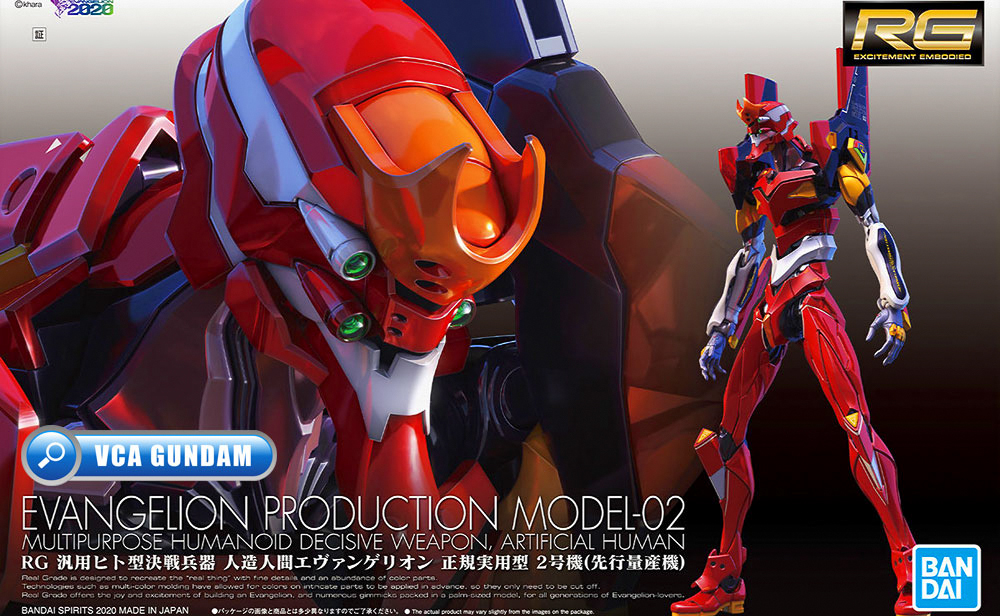 ©khara
EVANGELION
2020
証
RG
EXCITEMENT EMBODIED
VCA GUNDAM
EVANGELION PRODUCTION MODEL-02
MULTIPURPOSE HUMANOID DECISIVE WEAPON, ARTIFICIAL HUMAN
RG 汎用ヒト型決戦兵器 人造人間エヴァンゲリオン 正規実用型 2号機(先行量産機)
Real Grade is designed to recreate the "real thing" with fine details and an abundance of color parts.
Technologies such as multi-color molding have allowed for colors on intricate parts to be applied in advance, so they only need to be cut off.
Real Grade offers the joy and excitement of building an Evangelion, and numerous gimmicks packed in a palm-sized model, for all generations of Evangelion-lovers.
BANDAI SPIRITS 2020 MADE IN JAPAN
●パッケージの画像と商品とは多少異なりますのでご了承ください。 ● The actual product may vary slightly from the images on the package.
BAN
DAI